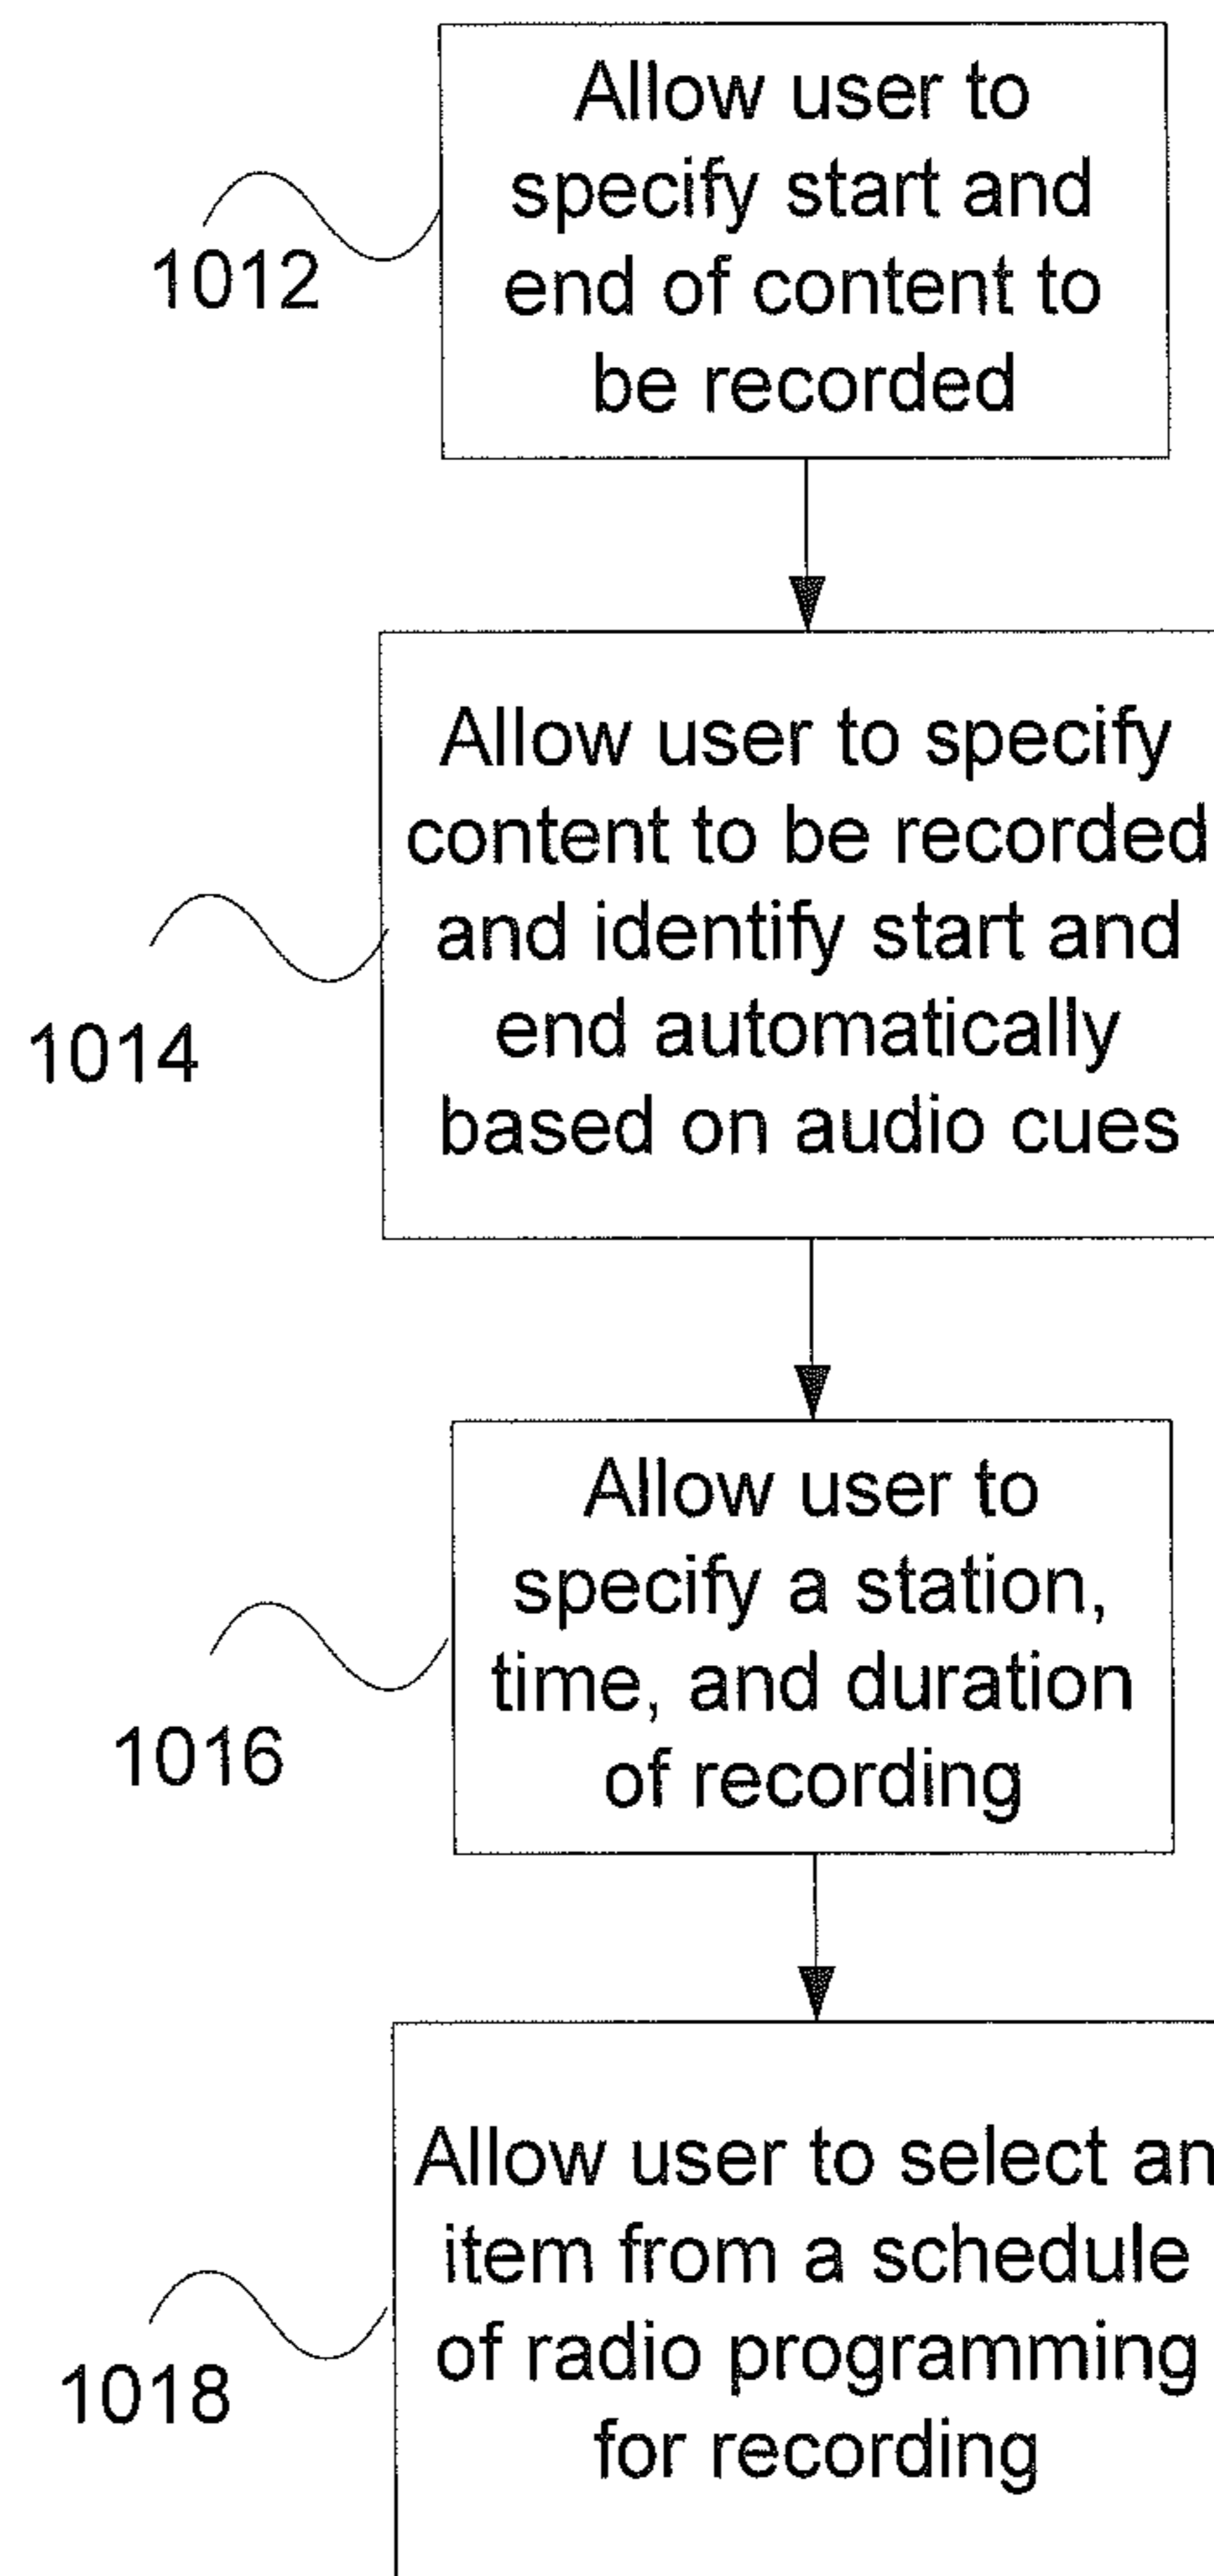 Allow user to
specify start and
end of content to
be recorded
1012
Allow user to specify
content to be recorded
and identify start and
end automatically
based on audio cues
1014
Allow user to
specify a station,
time, and duration
of recording
1016
Allow user to select an
item from a schedule
of radio programming
for recording
1018